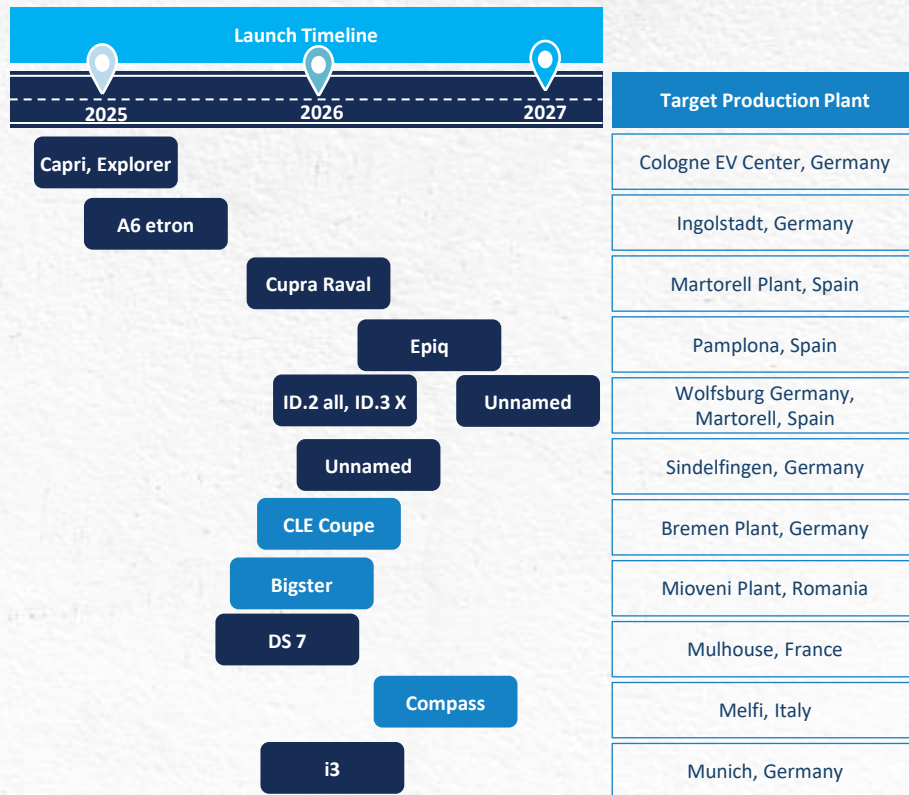 Launch Timeline
2025
2026
2027
Target Production Plant
Capri, Explorer
Cologne EV Center, Germany
A6 etron
Ingolstadt, Germany
Cupra Raval
Martorell Plant, Spain
Epiq
Pamplona, Spain
ID.2 all, ID.3 X
Unnamed
Wolfsburg Germany,
Martorell, Spain
Unnamed
Sindelfingen, Germany
CLE Coupe
Bremen Plant, Germany
Bigster
Mioveni Plant, Romania
DS 7
Mulhouse, France
Compass
Melfi, Italy
i3
Munich, Germany